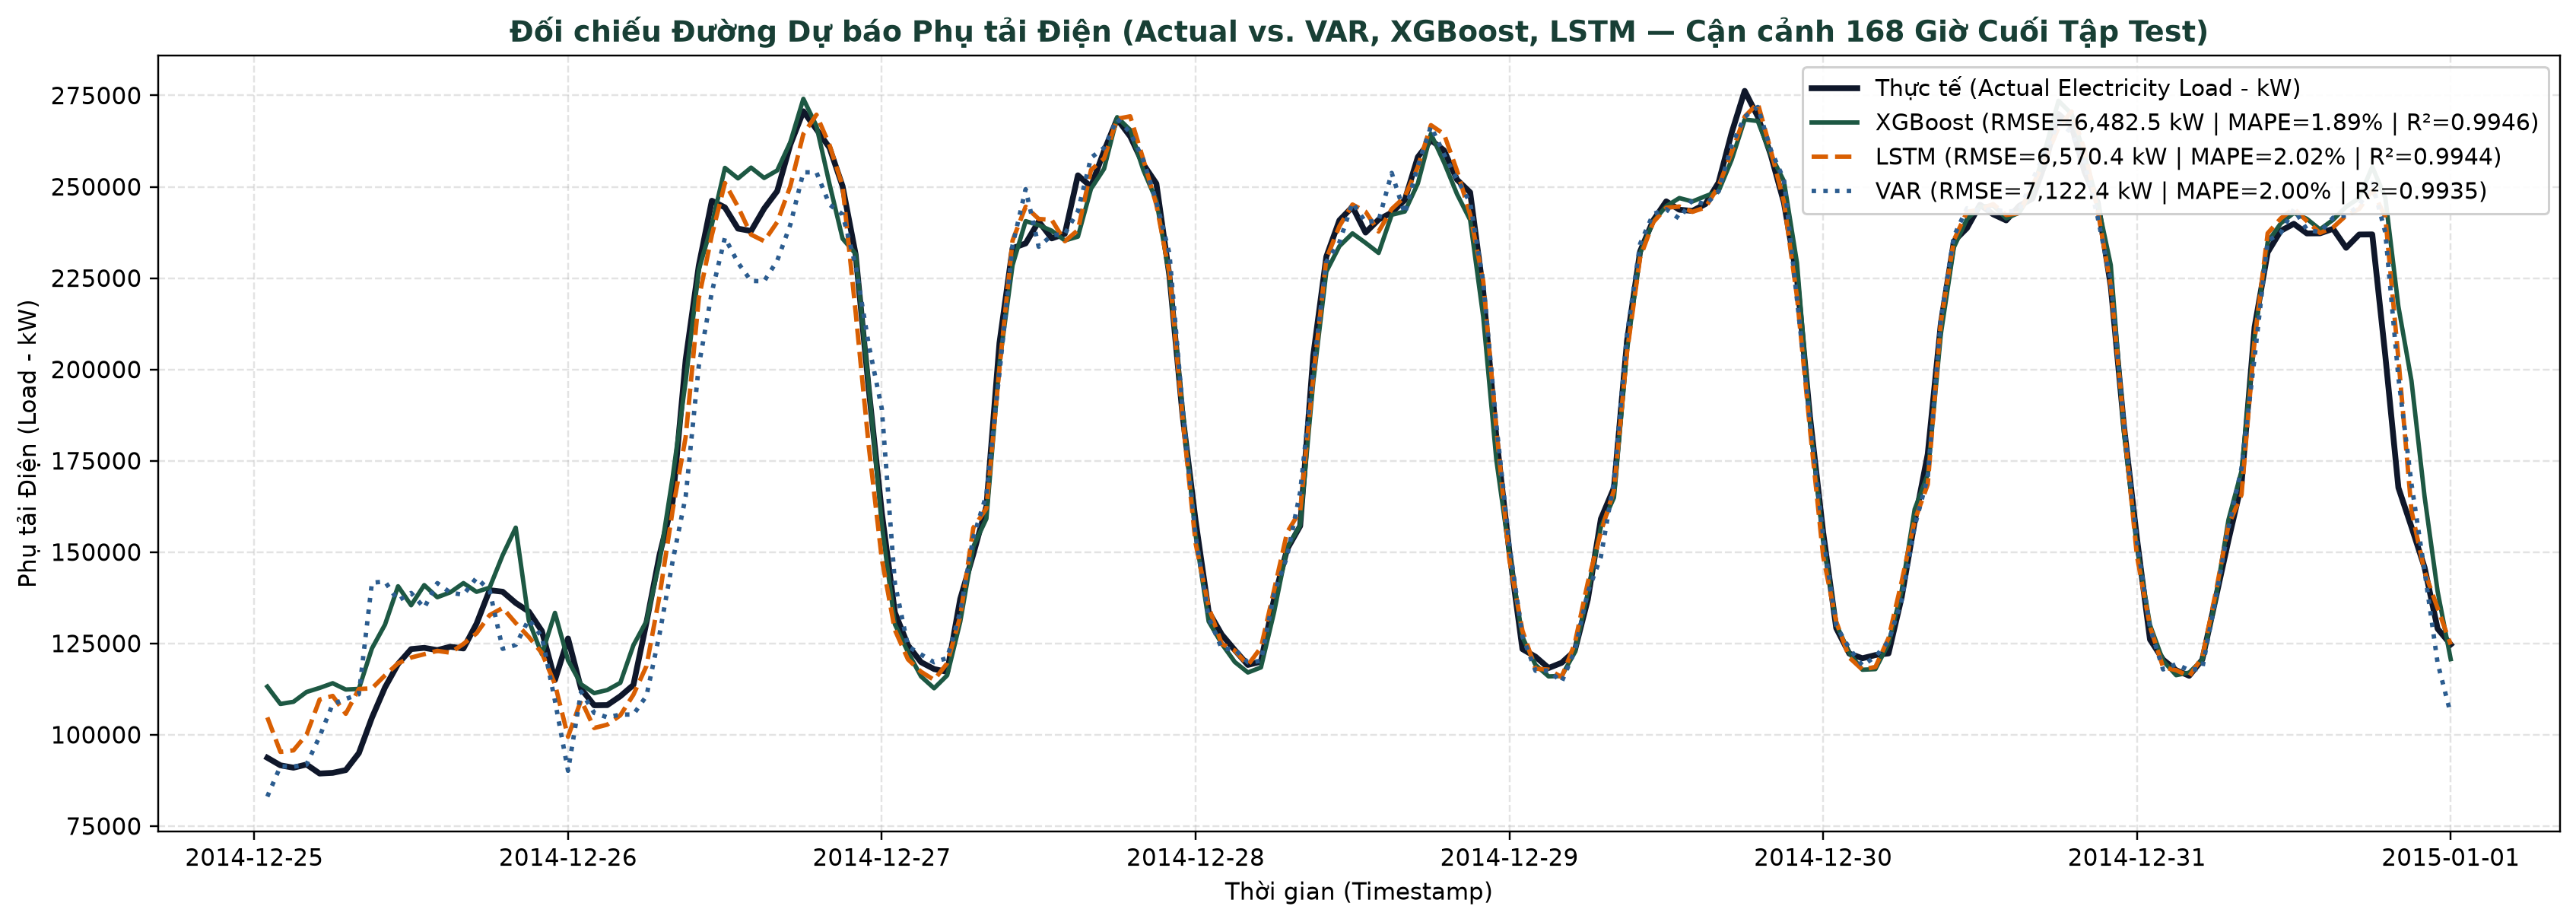 Đối chiếu Đường Dự báo Phụ tải Điện (Actual vs. VAR, XGBoost, LSTM — Cận cảnh 168 Giờ Cuối Tập Test)
Thực tế (Actual Electricity Load - kW)
XGBoost (RMSE=6,482.5 kW | MAPE=1.89% | R²=0.9946)
LSTM (RMSE=6,570.4 kW | MAPE=2.02% | R²=0.9944)
VAR (RMSE=7,122.4 kW | MAPE=2.00% | R²=0.9935)
Phụ tải Điện (Load - kW)
275000
250000
225000
200000
175000
150000
125000
100000
75000
2014-12-25
2014-12-26
2014-12-27
2014-12-28
2014-12-29
2014-12-30
2014-12-31
2015-01-01
Thời gian (Timestamp)